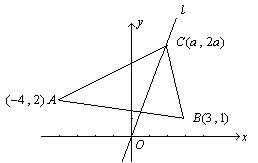 l
y
C(a , 2a)
(-4 , 2) A
B(3 , 1)
O
x